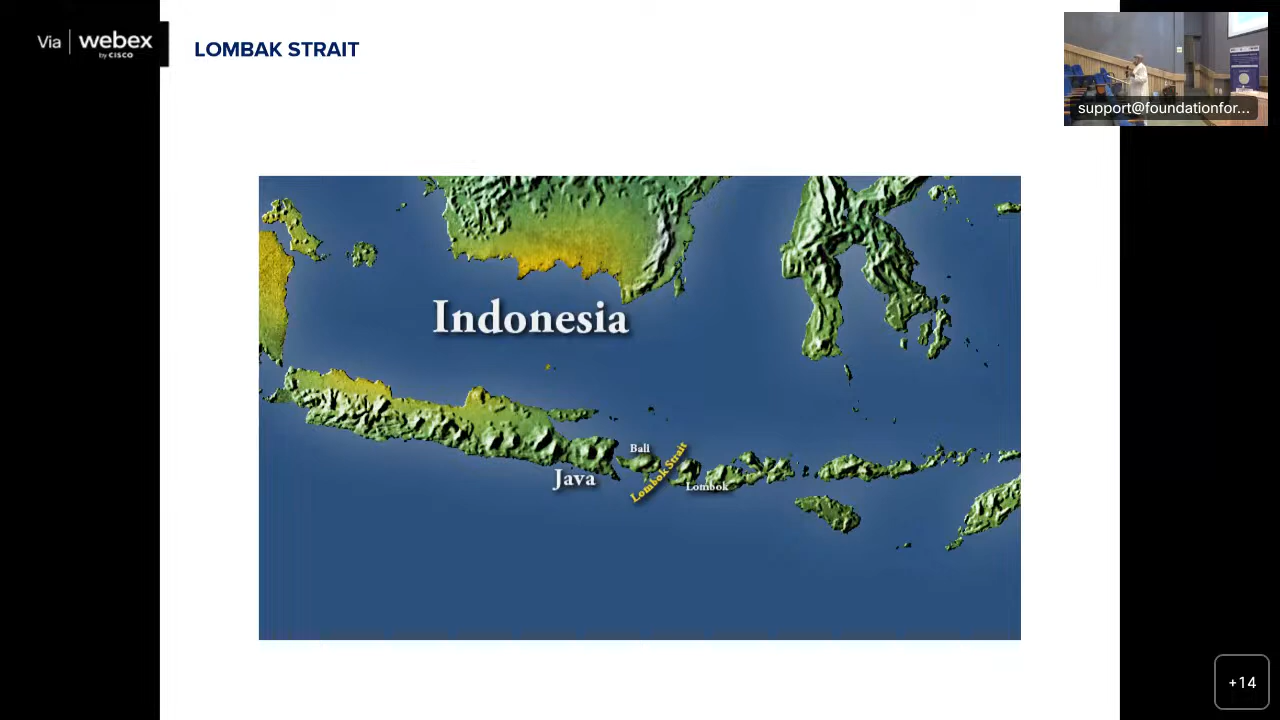 Via webex
by CISCO
LOMBAK STRAIT
support@foundationfor...
Indonesia
Bali
Lombok Strait
Java
Lombok
+14